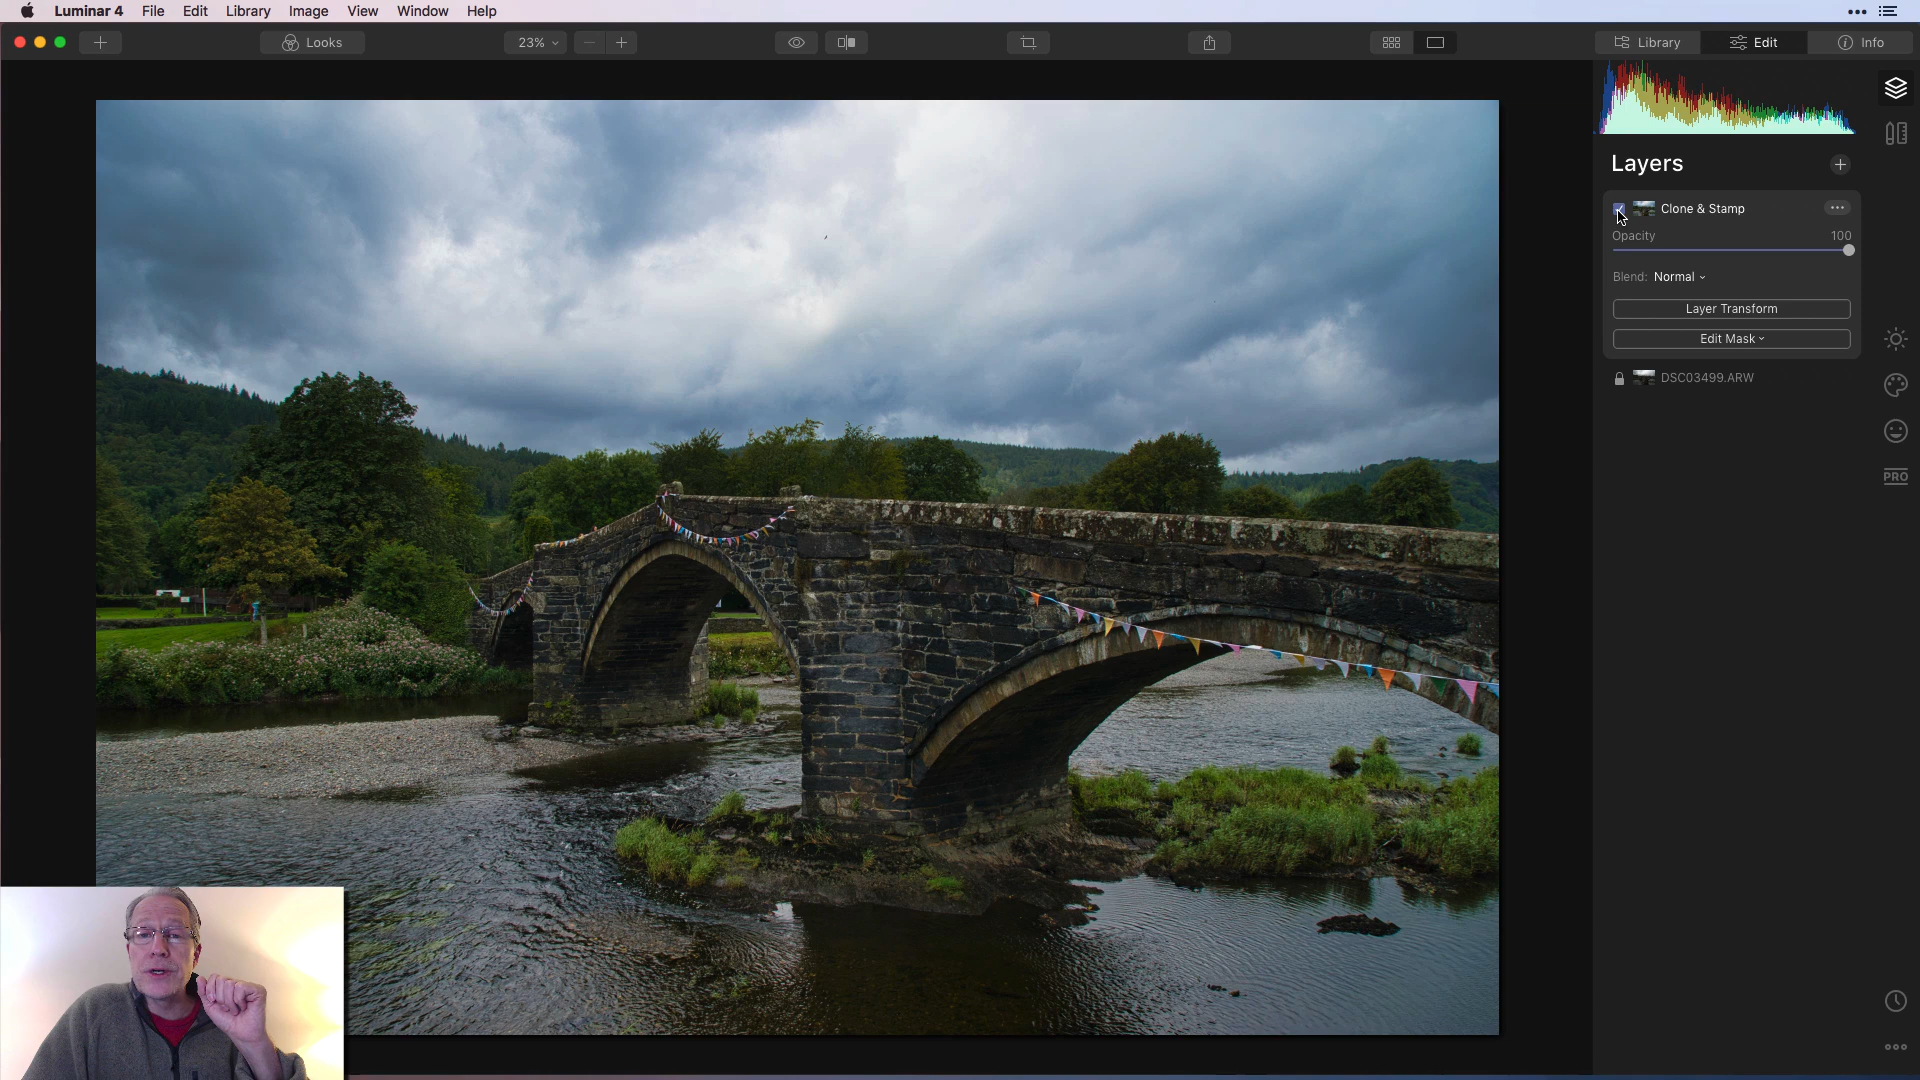 Luminar 4 File Edit Library Image View Window Help
Looks 23% Library Edit Info
Layers
Clone & Stamp
Opacity 100
Blend: Normal
Layer Transform
Edit Mask
DSC03499.ARW
PRO